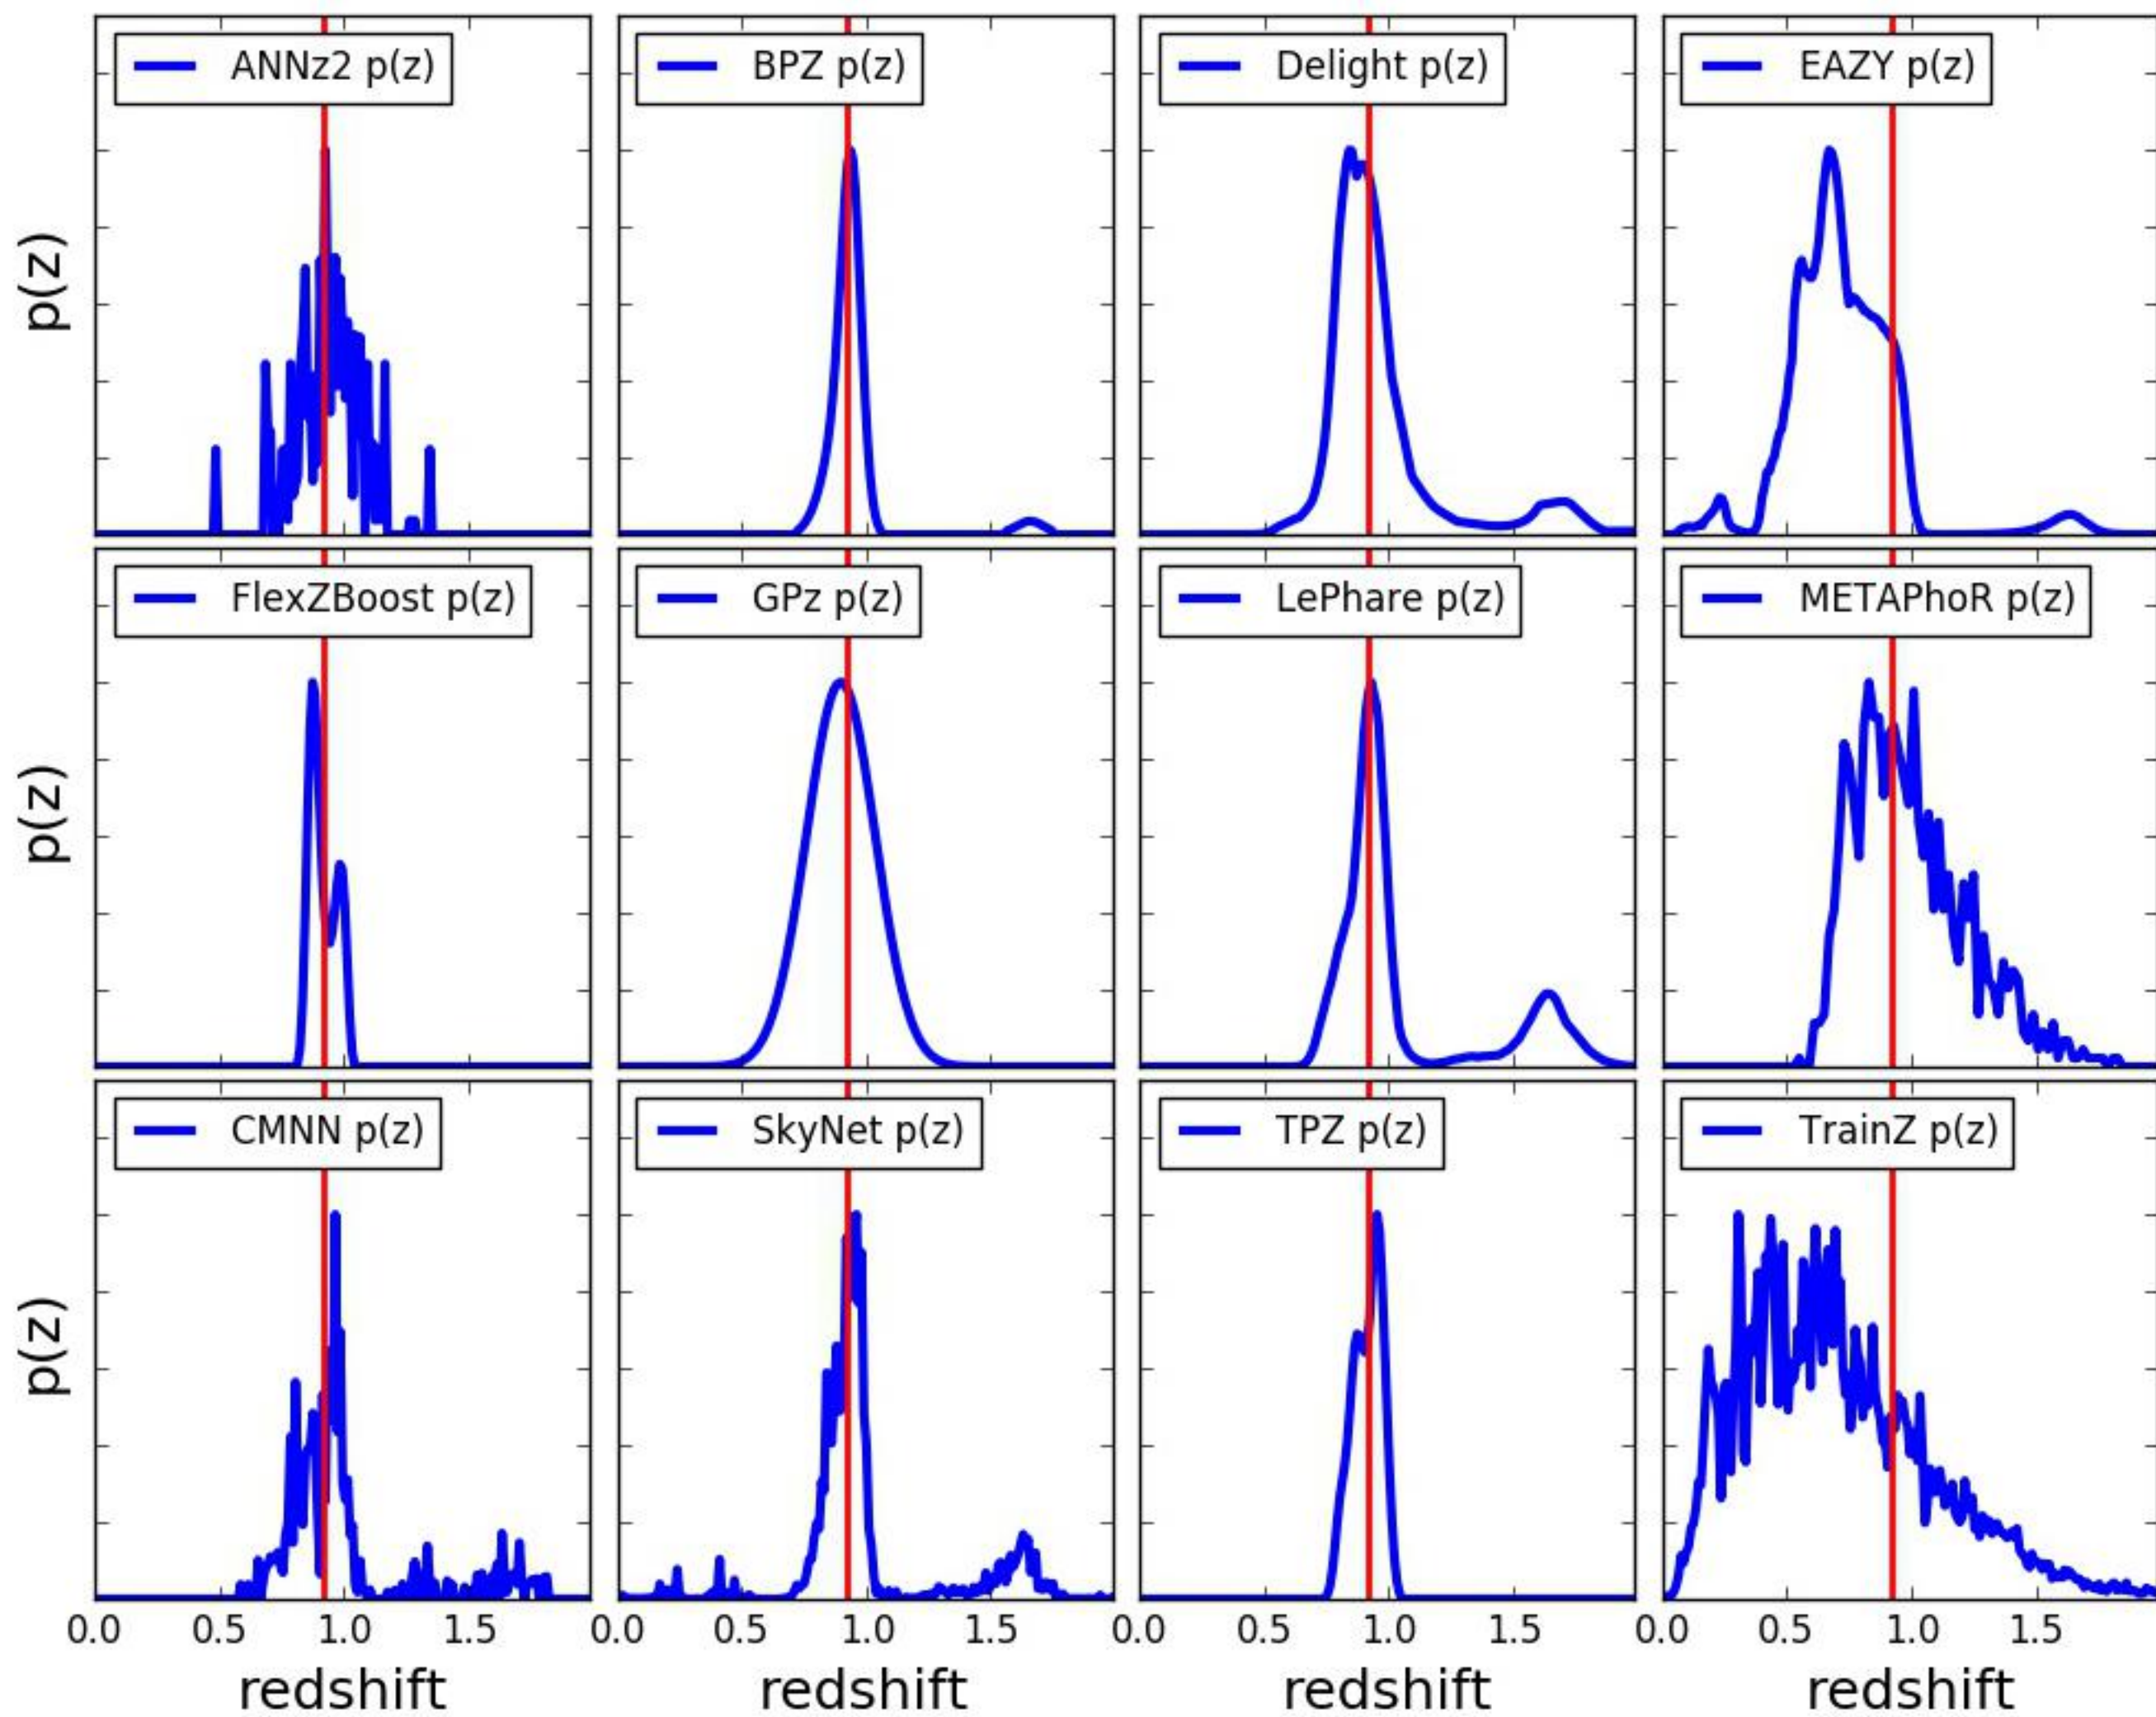 ANNz2 p(z)
BPZ p(z)
Delight p(z)
EAZY p(z)
p(z)
FlexZBoost p(z)
GPz p(z)
LePhare p(z)
METAPhoR p(z)
p(z)
CMNN p(z)
SkyNet p(z)
TPZ p(z)
TrainZ p(z)
p(z)
0.0 0.5 1.0 1.5 0.0 0.5 1.0 1.5 0.0 0.5 1.0 1.5 0.0 0.5 1.0 1.5
redshift redshift redshift redshift